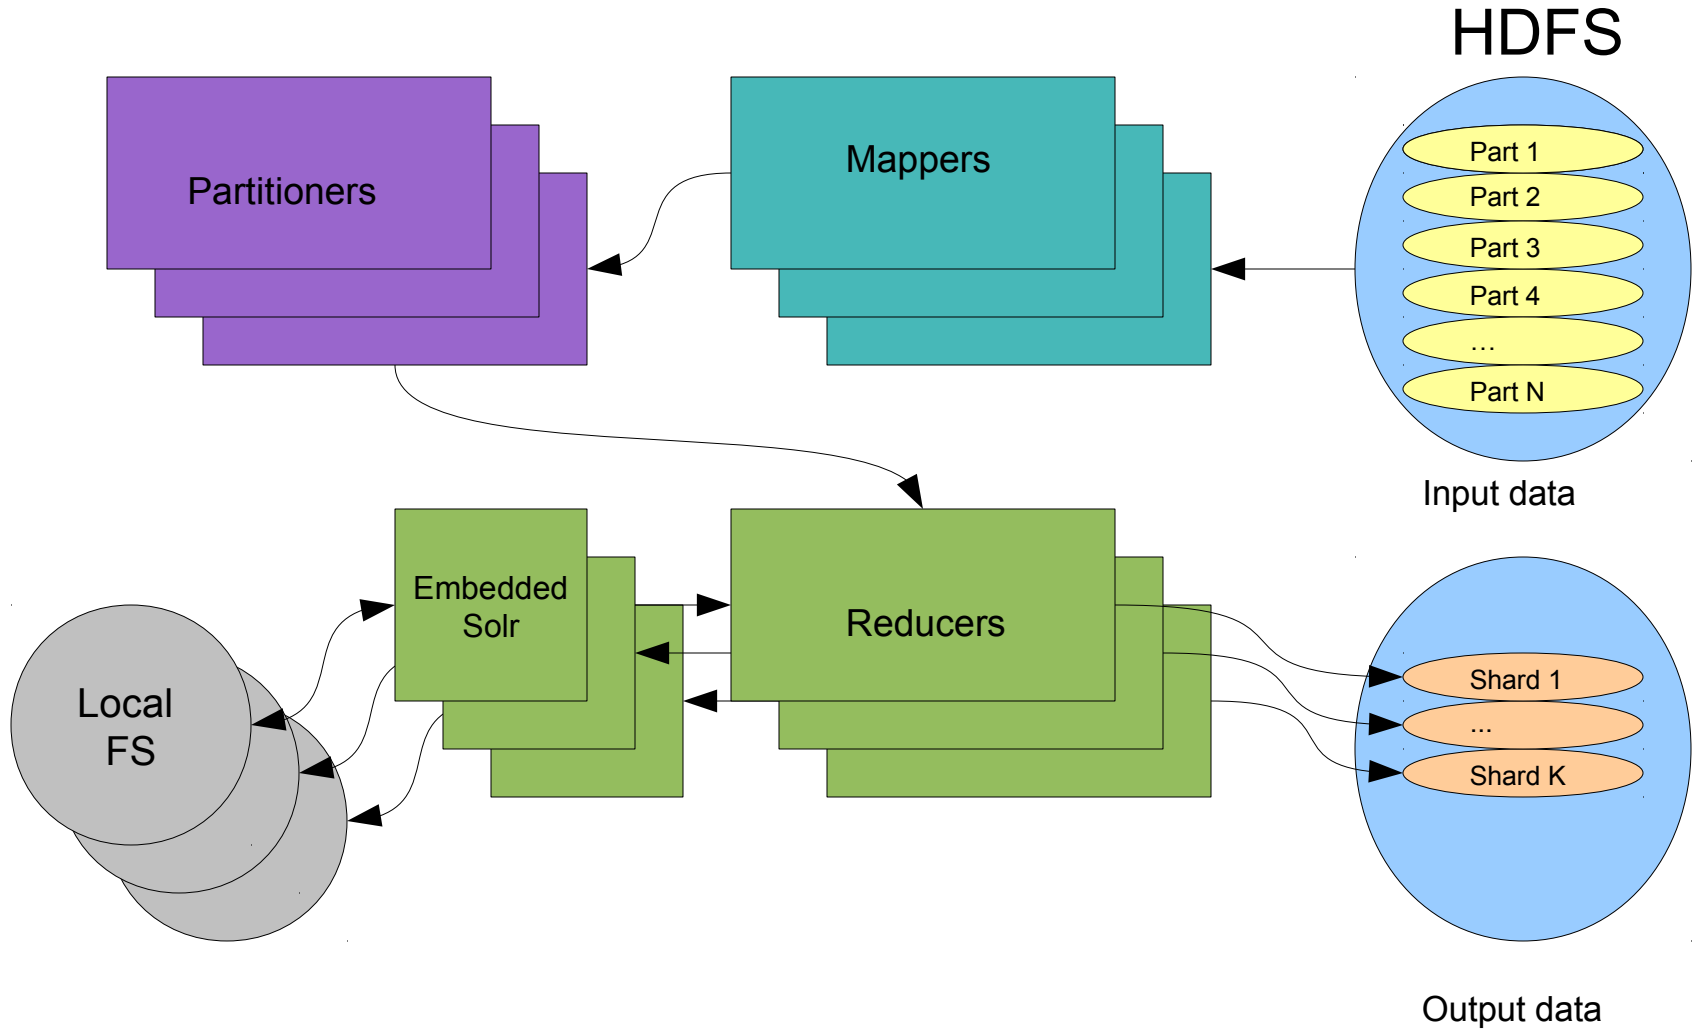 HDFS
Partitioners
Mappers
Part 1
Part 2
Part 3
Part 4
...
Part N
Input data
Embedded
Solr
Reducers
Local
FS
Shard 1
...
Shard K
Output data